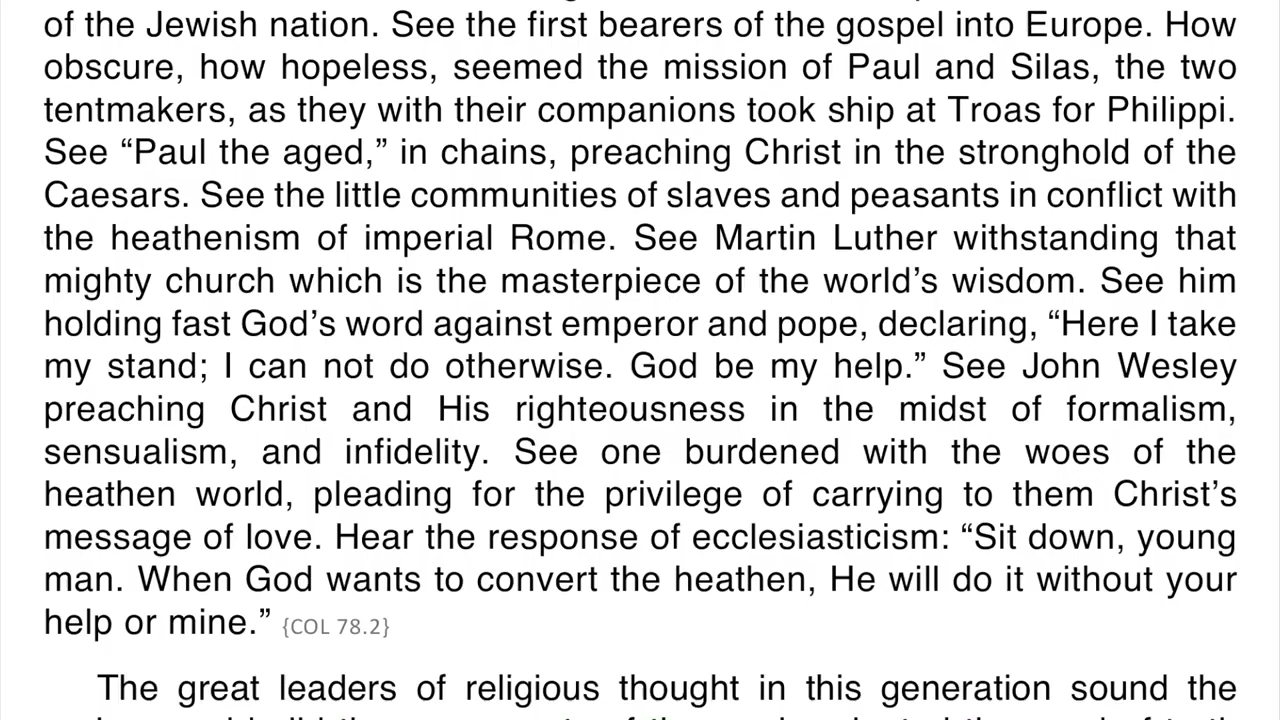 of the Jewish nation. See the first bearers of the gospel into Europe. How
obscure, how hopeless, seemed the mission of Paul and Silas, the two
tentmakers, as they with their companions took ship at Troas for Philippi.
See “Paul the aged,” in chains, preaching Christ in the stronghold of the
Caesars. See the little communities of slaves and peasants in conflict with
the heathenism of imperial Rome. See Martin Luther withstanding that
mighty church which is the masterpiece of the world’s wisdom. See him
holding fast God’s word against emperor and pope, declaring, “Here I take
my stand; I can not do otherwise. God be my help.” See John Wesley
preaching Christ and His righteousness in the midst of formalism,
sensualism, and infidelity. See one burdened with the woes of the
heathen world, pleading for the privilege of carrying to them Christ’s
message of love. Hear the response of ecclesiasticism: “Sit down, young
man. When God wants to convert the heathen, He will do it without your
help or mine.” {COL 78.2}
The great leaders of religious thought in this generation sound the